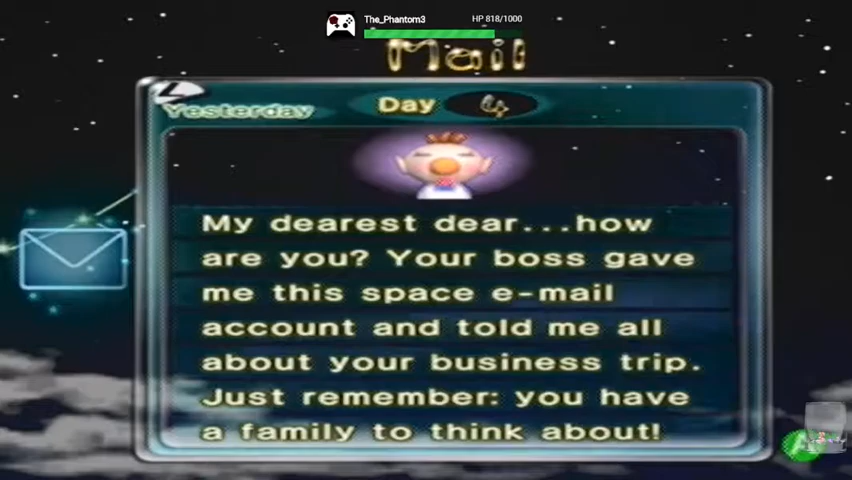 The_Phantom3 HP 818/1000
Mail
Yesterday Day 4
My dearest dear...how
are you? Your boss gave
me this space e-mail
account and told me all
about your business trip.
Just remember: you have
a family to think about!
A